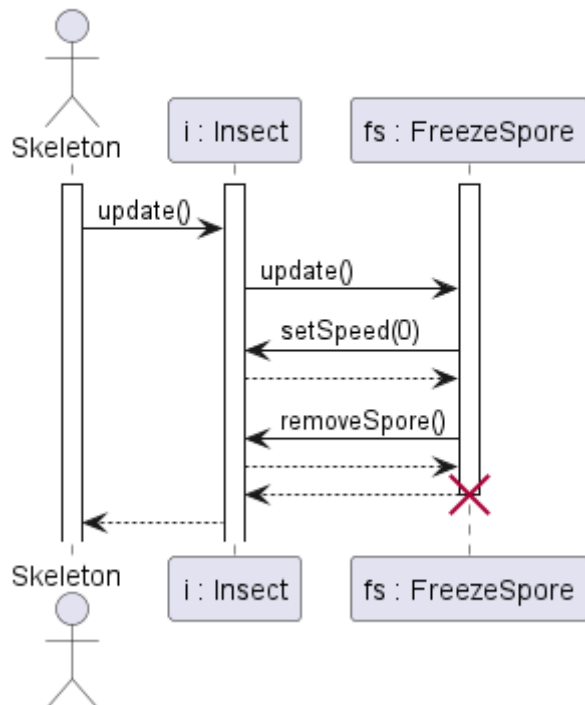 Skeleton
i : Insect
fs : FreezeSpore
update()
update()
setSpeed(0)
removeSpore()
Skeleton
i : Insect
fs : FreezeSpore